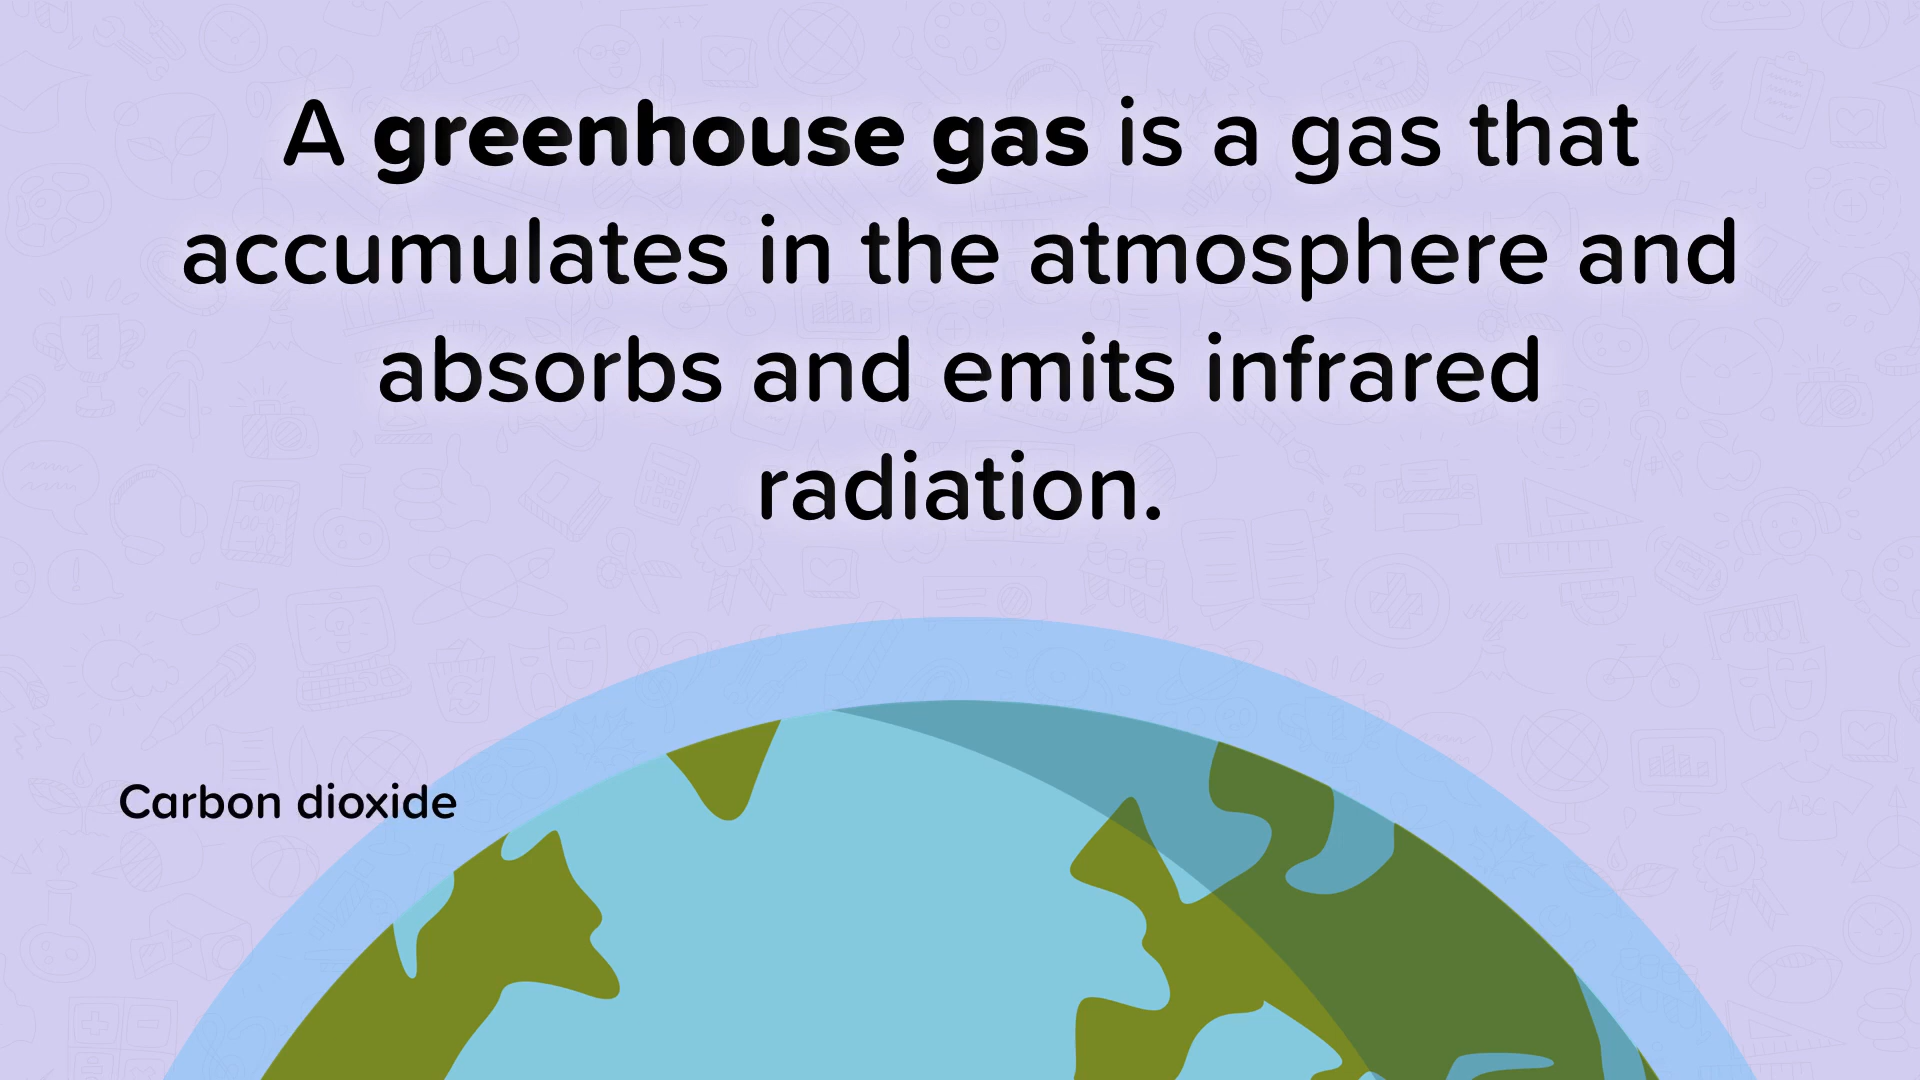 A greenhouse gas is a gas that
accumulates in the atmosphere and
absorbs and emits infrared
radiation.
Carbon dioxide